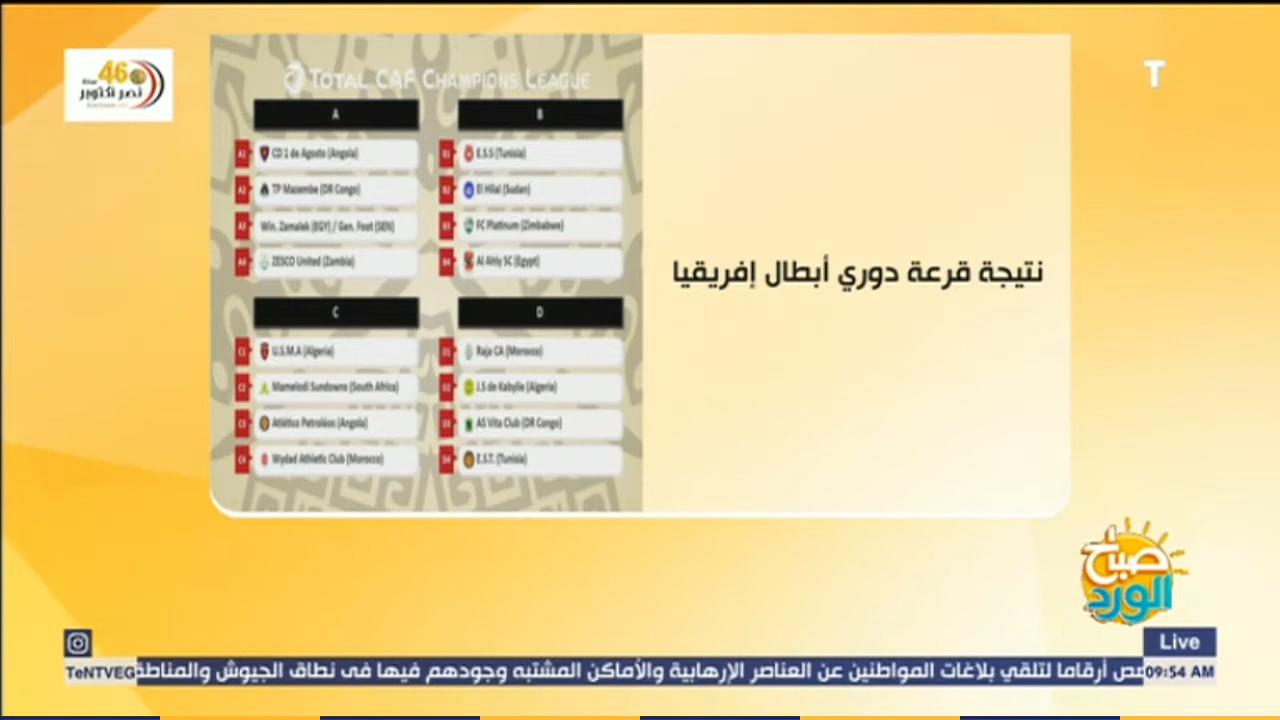 46
سنة
نصر أكتوبر
T
TOTAL CAF CHAMPIONS LEAGUE
A
A1 CD 1 de Agosto (Angola)
A2 TP Mazembe (DR Congo)
A3 Win. Zamalek (EGY) / Gen. Foot (SEN)
A4 ZESCO United (Zambia)
B
B1 E.S.S (Tunisia)
B2 El Hilal (Sudan)
B3 FC Platinum (Zimbabwe)
B4 Al Ahly SC (Egypt)
C
C1 U.S.M.A (Algeria)
C2 Mamelodi Sundowns (South Africa)
C3 Atlético Petroléos (Angola)
C4 Wydad Athletic Club (Morocco)
D
D1 Raja CA (Morocco)
D2 J.S de Kabylie (Algeria)
D3 AS Vita Club (DR Congo)
D4 E.S.T. (Tunisia)
نتيجة قرعة دوري أبطال إفريقيا
صباح
الورد
Live
09:54 AM
ص أرقاما لتلقي بلاغات المواطنين عن العناصر الإرهابية والأماكن المشتبه وجودهم فيها فى نطاق الجيوش والمناطق
TeNTVEG